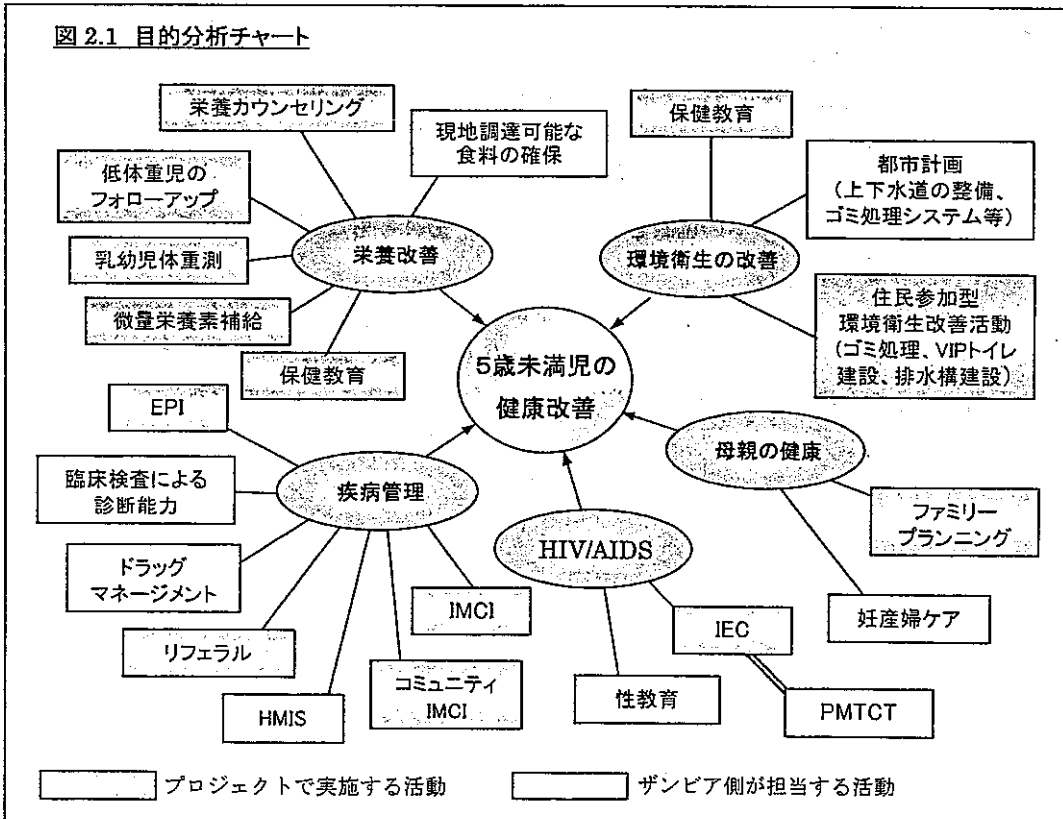 図 2.1 目的分析チャート
栄養カウンセリング
現地調達可能な
食料の確保
低体重児の
フォローアップ
乳幼児体重測
微量栄養素補給
保健教育
栄養改善
保健教育
都市計画
(上下水道の整備、
ゴミ処理システム等)
環境衛生の改善
住民参加型
環境衛生改善活動
(ゴミ処理、VIPトイレ
建設、排水構建設)
5歳未満児の
健康改善
EPI
臨床検査による
診断能力
疾病管理
ドラッグ
マネージメント
リフェラル
HMIS
コミュニティ
IMCI
IMCI
HIV/AIDS
性教育
IEC
PMTCT
母親の健康
ファミリー
プランニング
妊産婦ケア
プロジェクトで実施する活動
ザンビア側が担当する活動